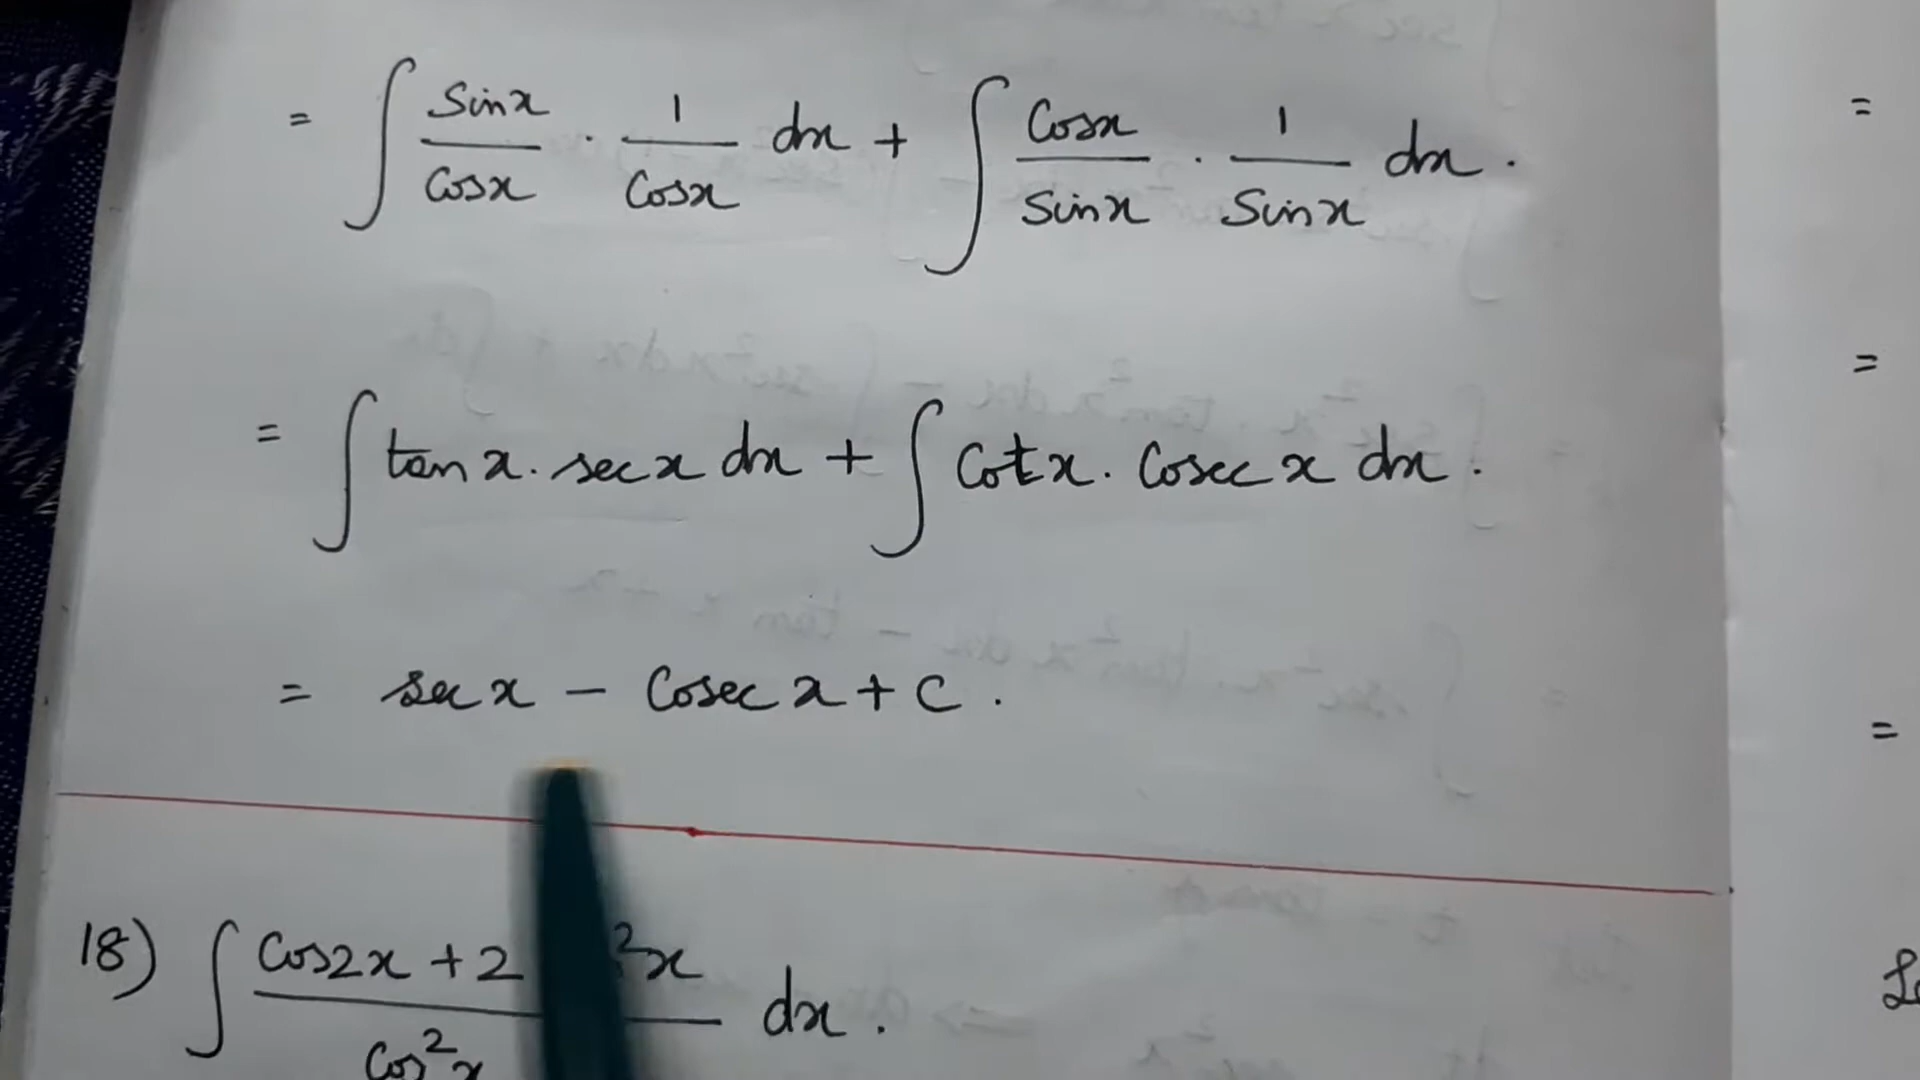 = ∫ Sinx/Cosx · 1/Cosx dx + ∫ Cosx/Sinx · 1/Sinx dx.
= ∫ tan x. sec x dx + ∫ Cot x. Cosec x dx.
= sec x − Cosec x + C.
18) ∫ Cos2x + 2 ²x / Cos²x dx.
=
=
=